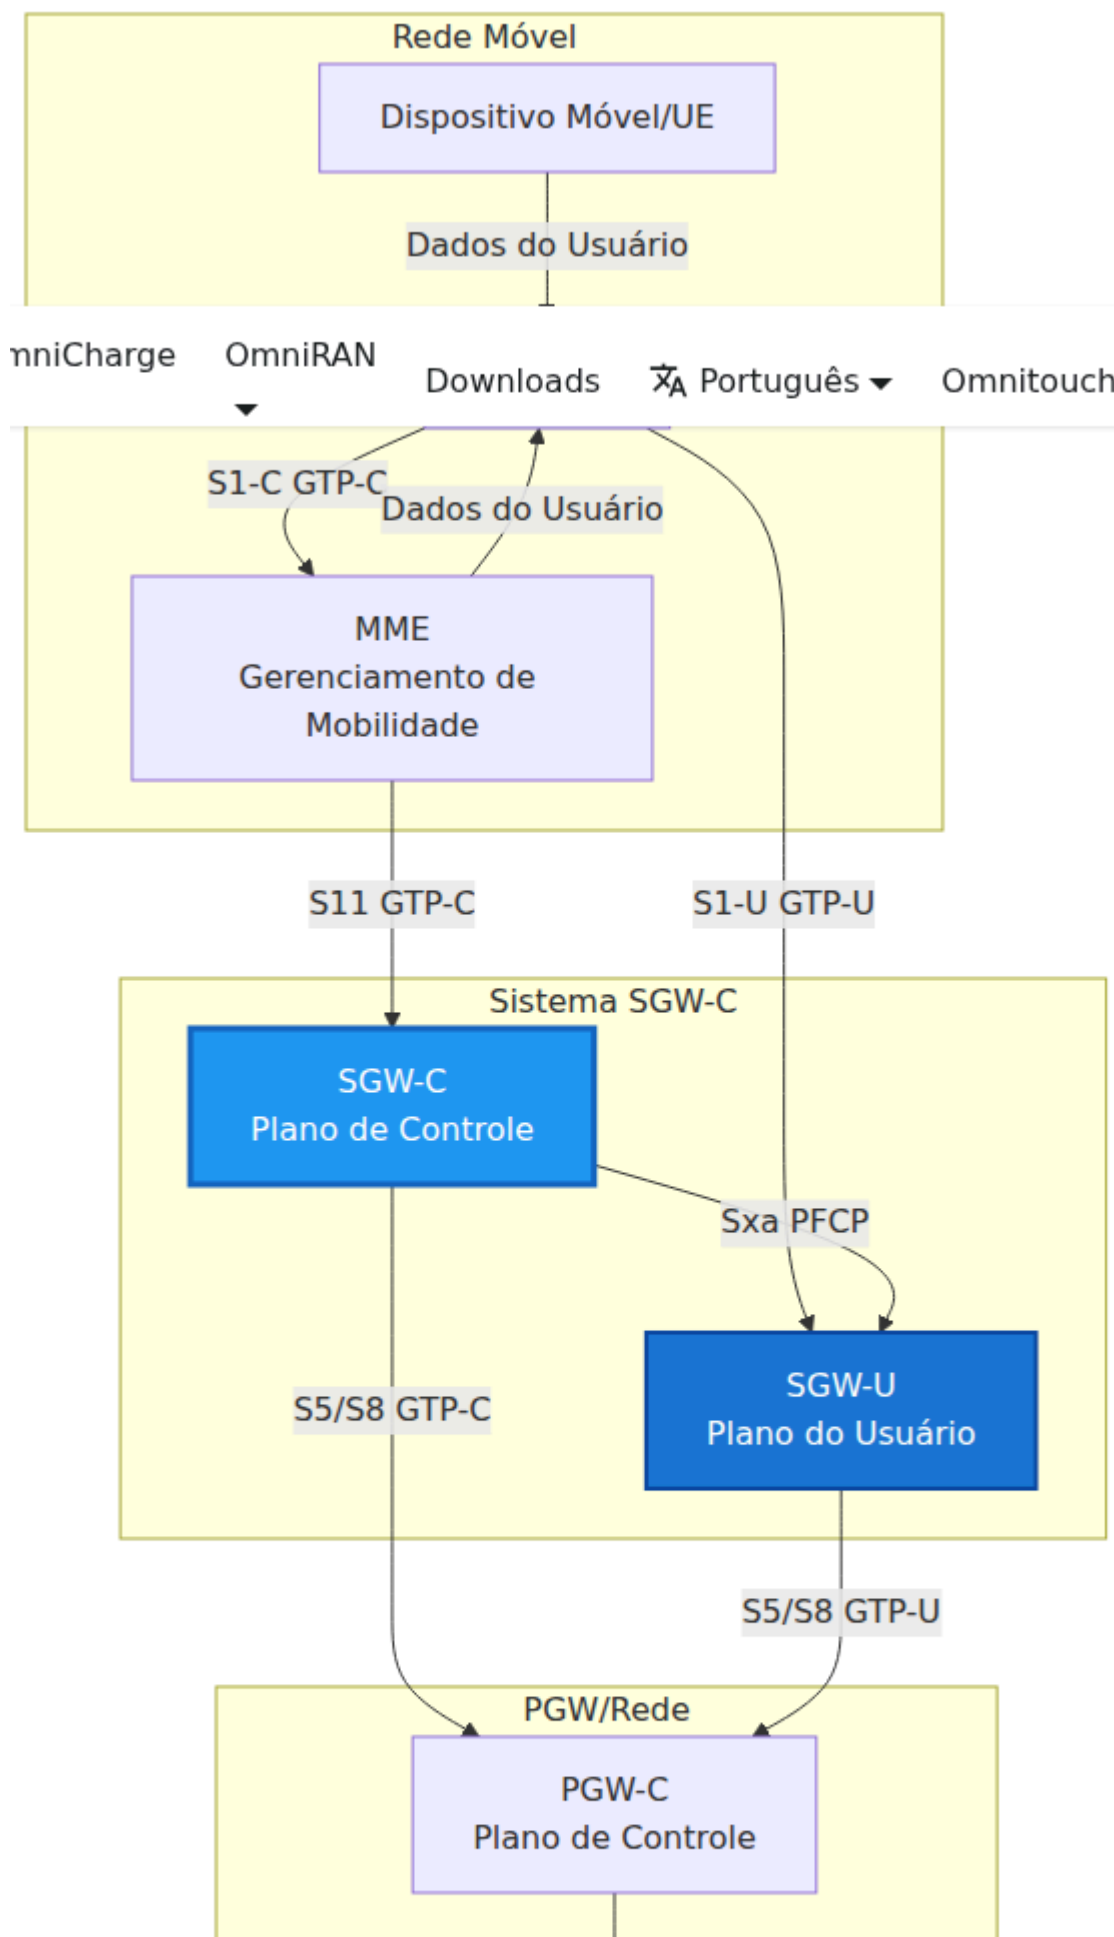 Rede Móvel
Dispositivo Móvel/UE
Dados do Usuário
mniCharge
OmniRAN
Downloads
Português
Omnitouch
S1-C GTP-C
Dados do Usuário
MME
Gerenciamento de
Mobilidade
S11 GTP-C
S1-U GTP-U
Sistema SGW-C
SGW-C
Plano de Controle
Sxa PFCP
SGW-U
Plano do Usuário
S5/S8 GTP-C
S5/S8 GTP-U
PGW/Rede
PGW-C
Plano de Controle